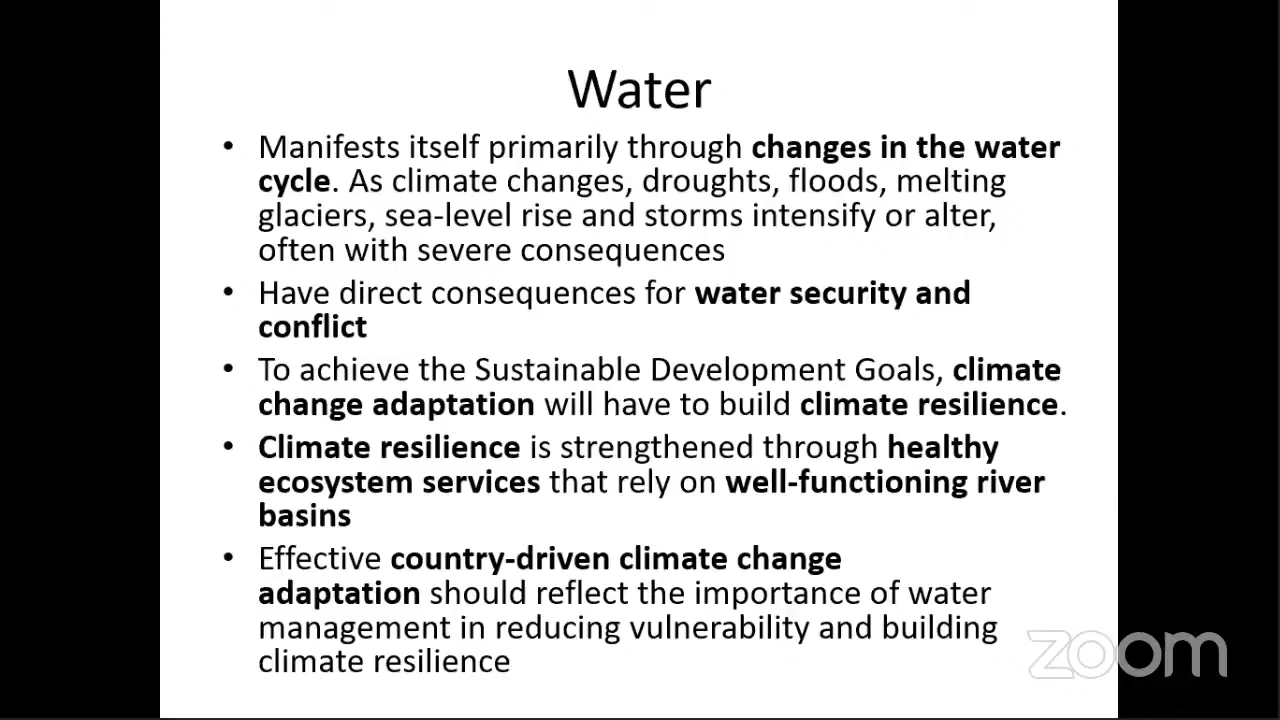 Water
• Manifests itself primarily through changes in the water
cycle. As climate changes, droughts, floods, melting
glaciers, sea-level rise and storms intensify or alter,
often with severe consequences
• Have direct consequences for water security and
conflict
• To achieve the Sustainable Development Goals, climate
change adaptation will have to build climate resilience.
• Climate resilience is strengthened through healthy
ecosystem services that rely on well-functioning river
basins
• Effective country-driven climate change
adaptation should reflect the importance of water
management in reducing vulnerability and building
climate resilience
zoom